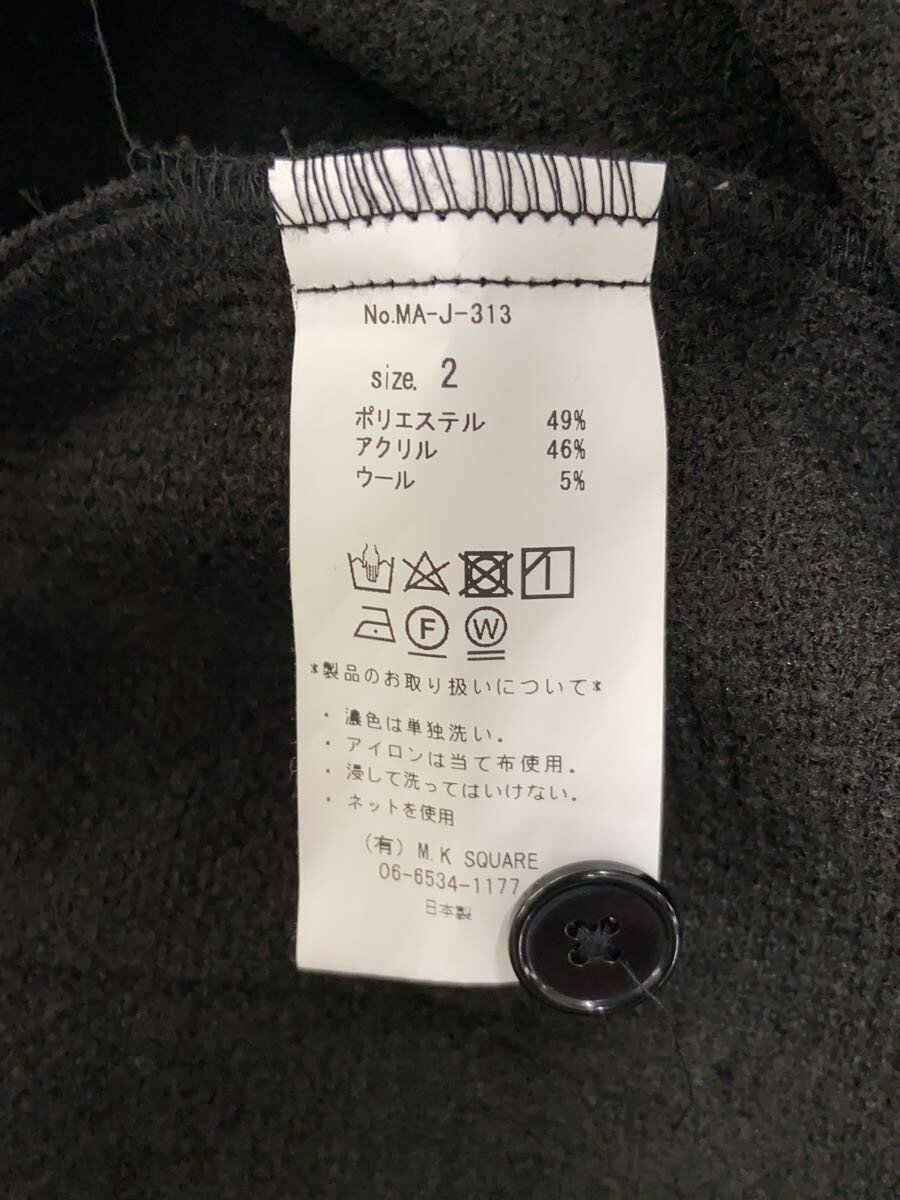 No.MA-J-313
size. 2
ポリエステル 49%
アクリル 46%
ウール 5%
F W
*製品のお取り扱いについて*
・ 濃色は単独洗い。
・ アイロンは当て布使用。
・ 浸して洗ってはいけない。
・ ネットを使用
(有) M.K SQUARE
06-6534-1177
日本製